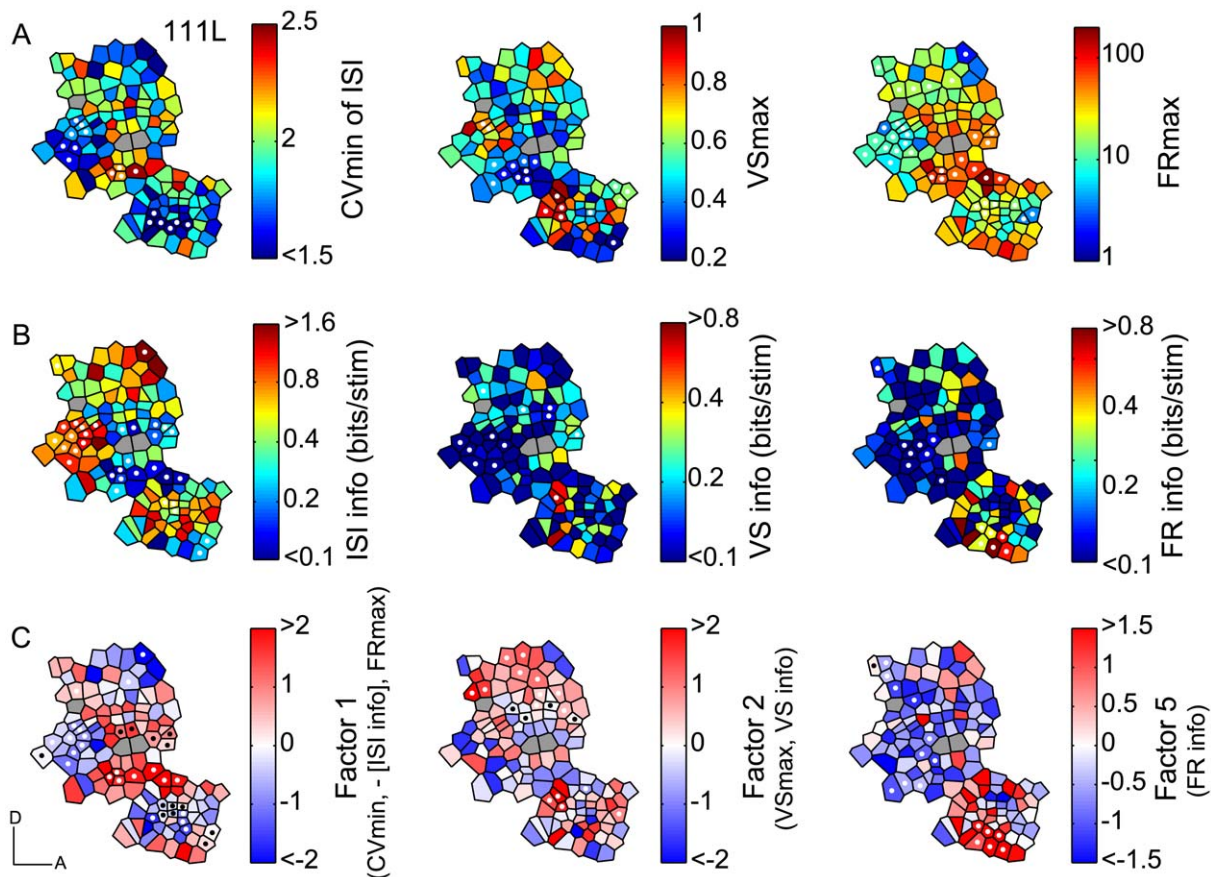 A
111L
2.5
2
<1.5
CVmin of ISI
1
0.8
0.6
0.4
0.2
VSmax
100
10
1
FRmax
B
>1.6
0.8
0.4
0.2
<0.1
ISI info (bits/stim)
>0.8
0.4
0.2
<0.1
VS info (bits/stim)
>0.8
0.4
0.2
<0.1
FR info (bits/stim)
C
>2
1
0
-1
<-2
Factor 1
(CVmin, - [ISI info], FRmax)
>2
1
0
-1
<-2
Factor 2
(VSmax, VS info)
>1.5
1
0.5
0
-0.5
-1
<-1.5
Factor 5
(FR info)
D
A